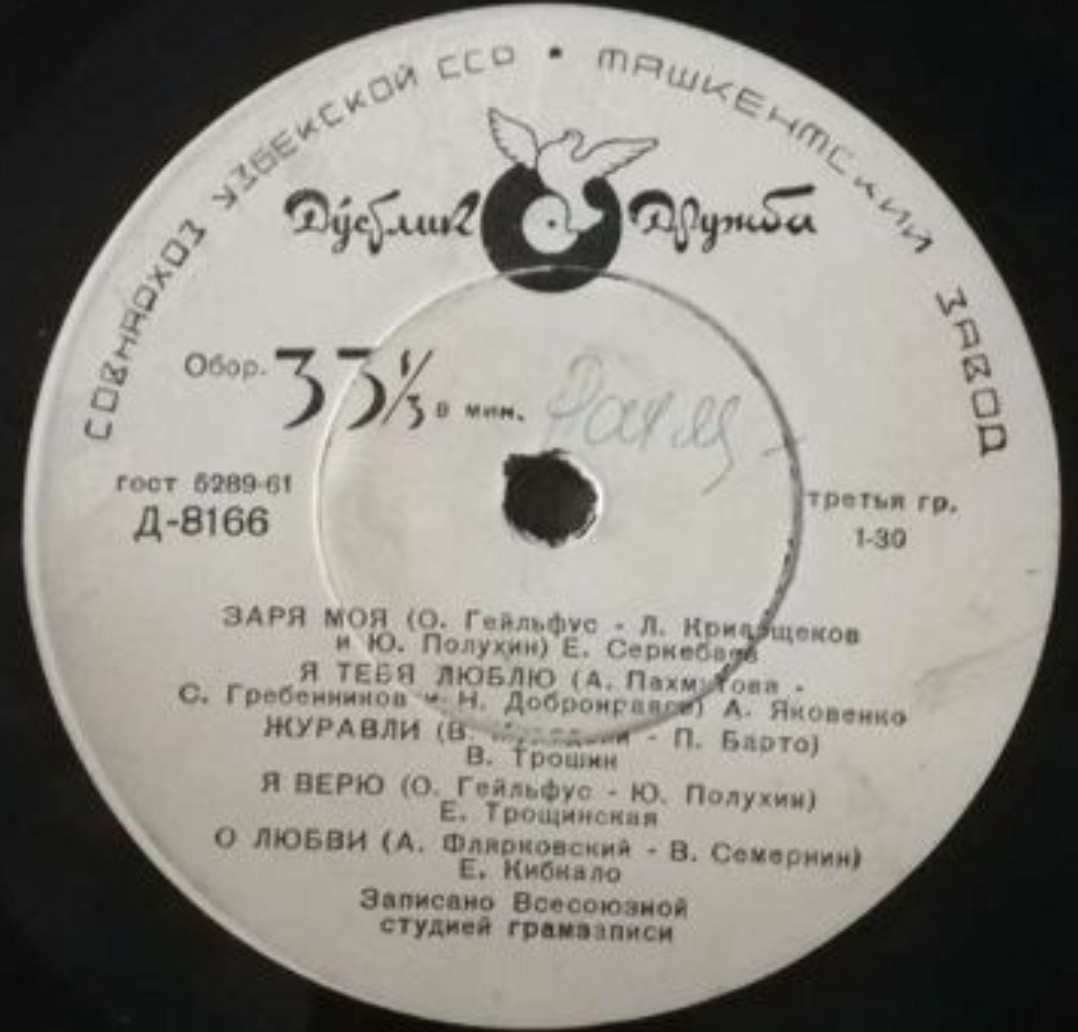 СОВНАРХОЗ УЗБЕКСКОЙ ССР • ТАШКЕНТСКИЙ ЗАВОД
Дӯстлик Дружба
Обор. 33 1/3 в мин.
гост 5289-61
Д-8166
третья гр.
1-30
ЗАРЯ МОЯ (О. Гейльфус - Л. Кривощеков
и Ю. Полухин) Е. Серкебаев
Я ТЕБЯ ЛЮБЛЮ (А. Пахмутова -
С. Гребенников и Н. Добронравов) А. Яковенко
ЖУРАВЛИ (В. - П. Барто)
В. Трошин
Я ВЕРЮ (О. Гейльфус - Ю. Полухин)
Е. Трощинская
О ЛЮБВИ (А. Флярковский - В. Семернин)
Е. Кибкало
Записано Всесоюзной
студией грамзаписи